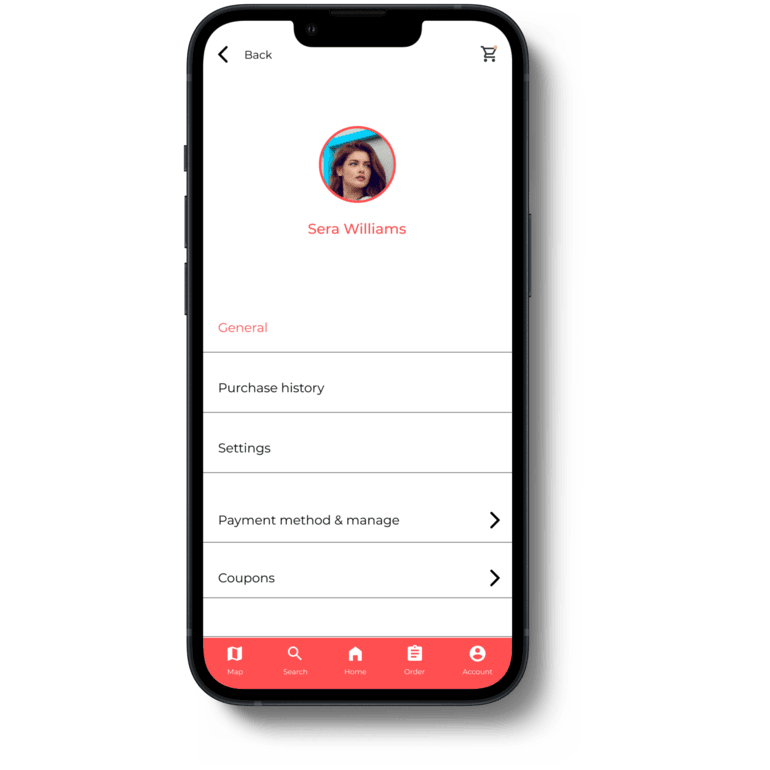 Back
Sera Williams
General
Purchase history
Settings
Payment method & manage
Coupons
Map
Search
Home
Order
Account